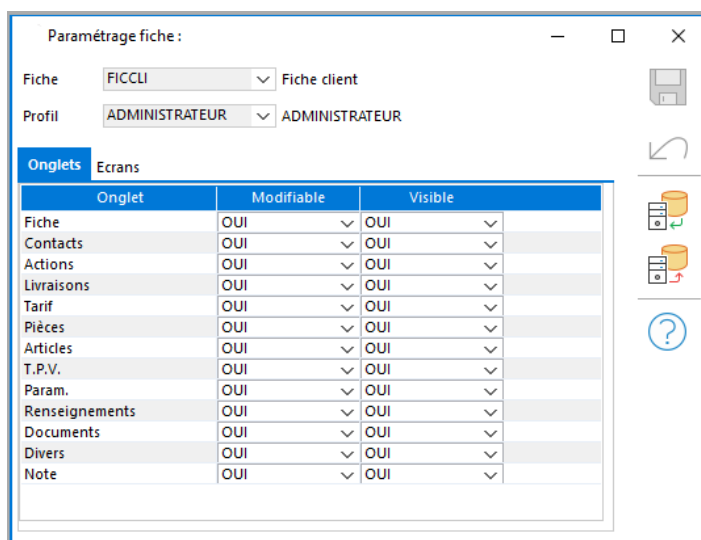 Paramétrage fiche :
Fiche FICCLI Fiche client
Profil ADMINISTRATEUR ADMINISTRATEUR
Onglets Ecrans
Onglet Modifiable Visible
Fiche OUI OUI
Contacts OUI OUI
Actions OUI OUI
Livraisons OUI OUI
Tarif OUI OUI
Pièces OUI OUI
Articles OUI OUI
T.P.V. OUI OUI
Param. OUI OUI
Renseignements OUI OUI
Documents OUI OUI
Divers OUI OUI
Note OUI OUI